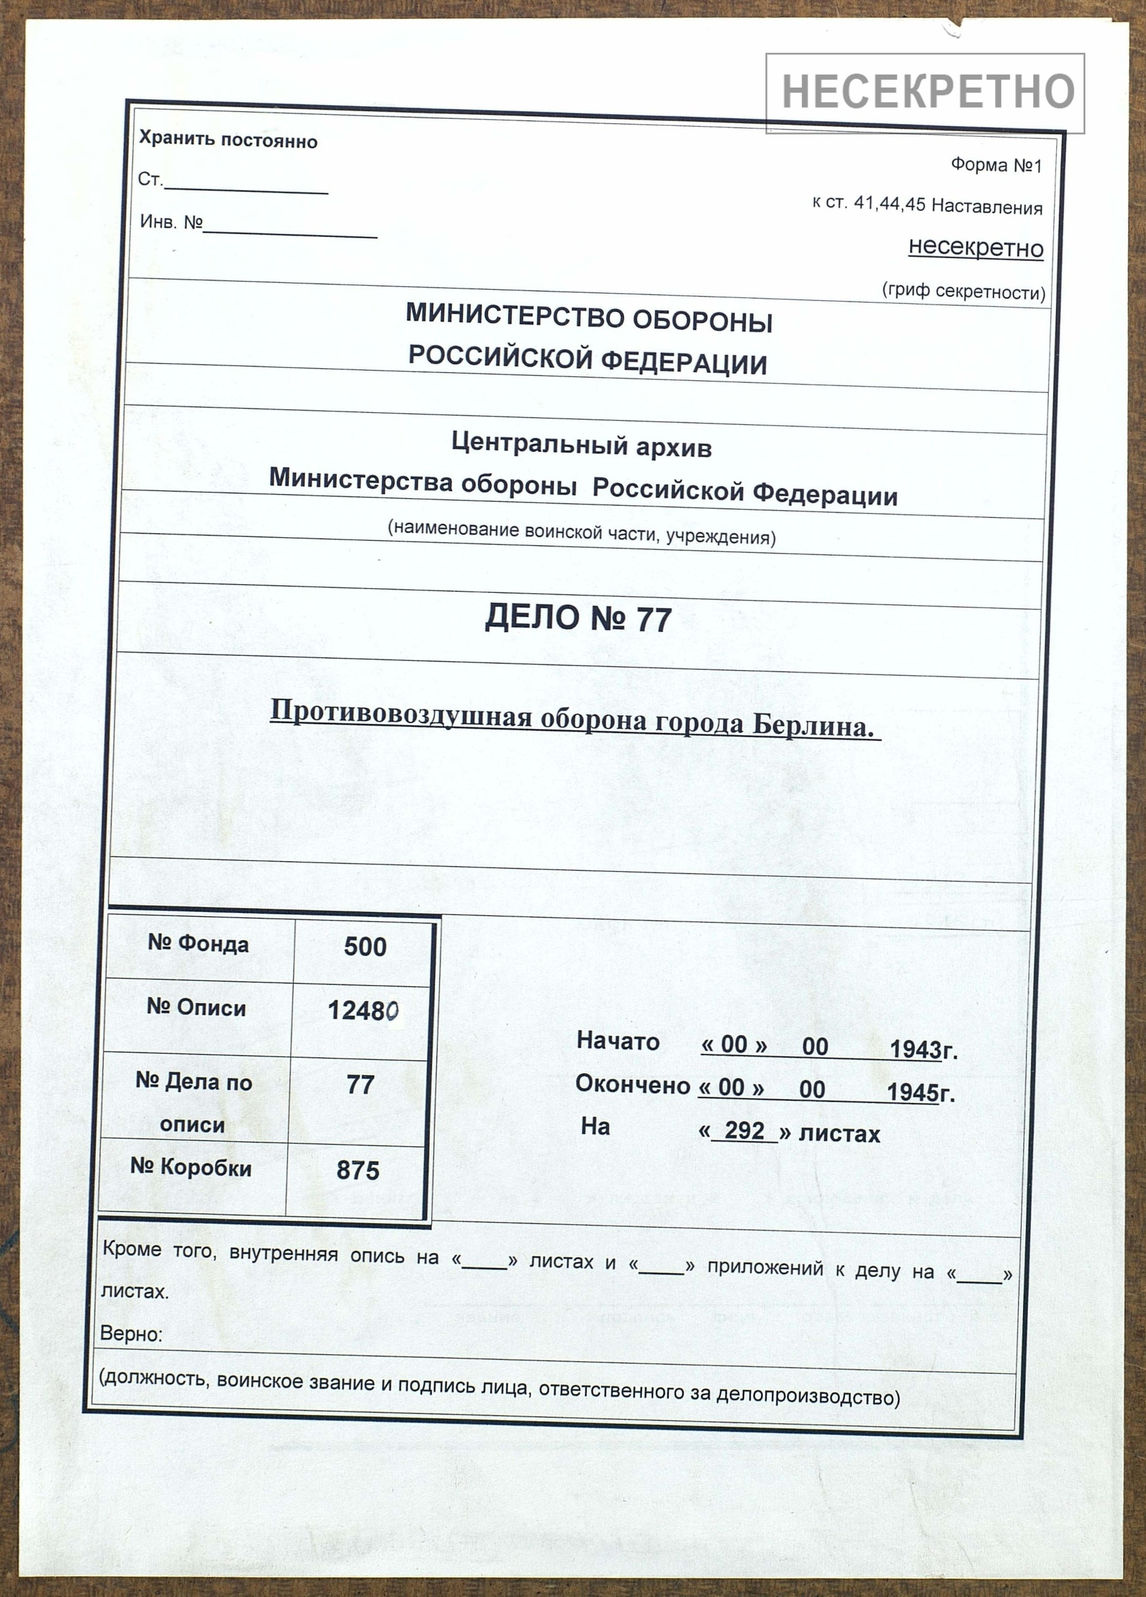 НЕСЕКРЕТНО
Хранить постоянно
Ст.
Инв. №
Форма №1
к ст. 41,44,45 Наставления
несекретно
(гриф секретности)
МИНИСТЕРСТВО ОБОРОНЫ
РОССИЙСКОЙ ФЕДЕРАЦИИ
Центральный архив
Министерства обороны Российской Федерации
(наименование воинской части, учреждения)
ДЕЛО № 77
Противовоздушная оборона города Берлина.
№ Фонда 500
№ Описи 12480
№ Дела по описи 77
№ Коробки 875
Начато « 00 » 00 1943г.
Окончено « 00 » 00 1945г.
На « 292 » листах
Кроме того, внутренняя опись на «____» листах и «____» приложений к делу на «____»
листах.
Верно:
(должность, воинское звание и подпись лица, ответственного за делопроизводство)